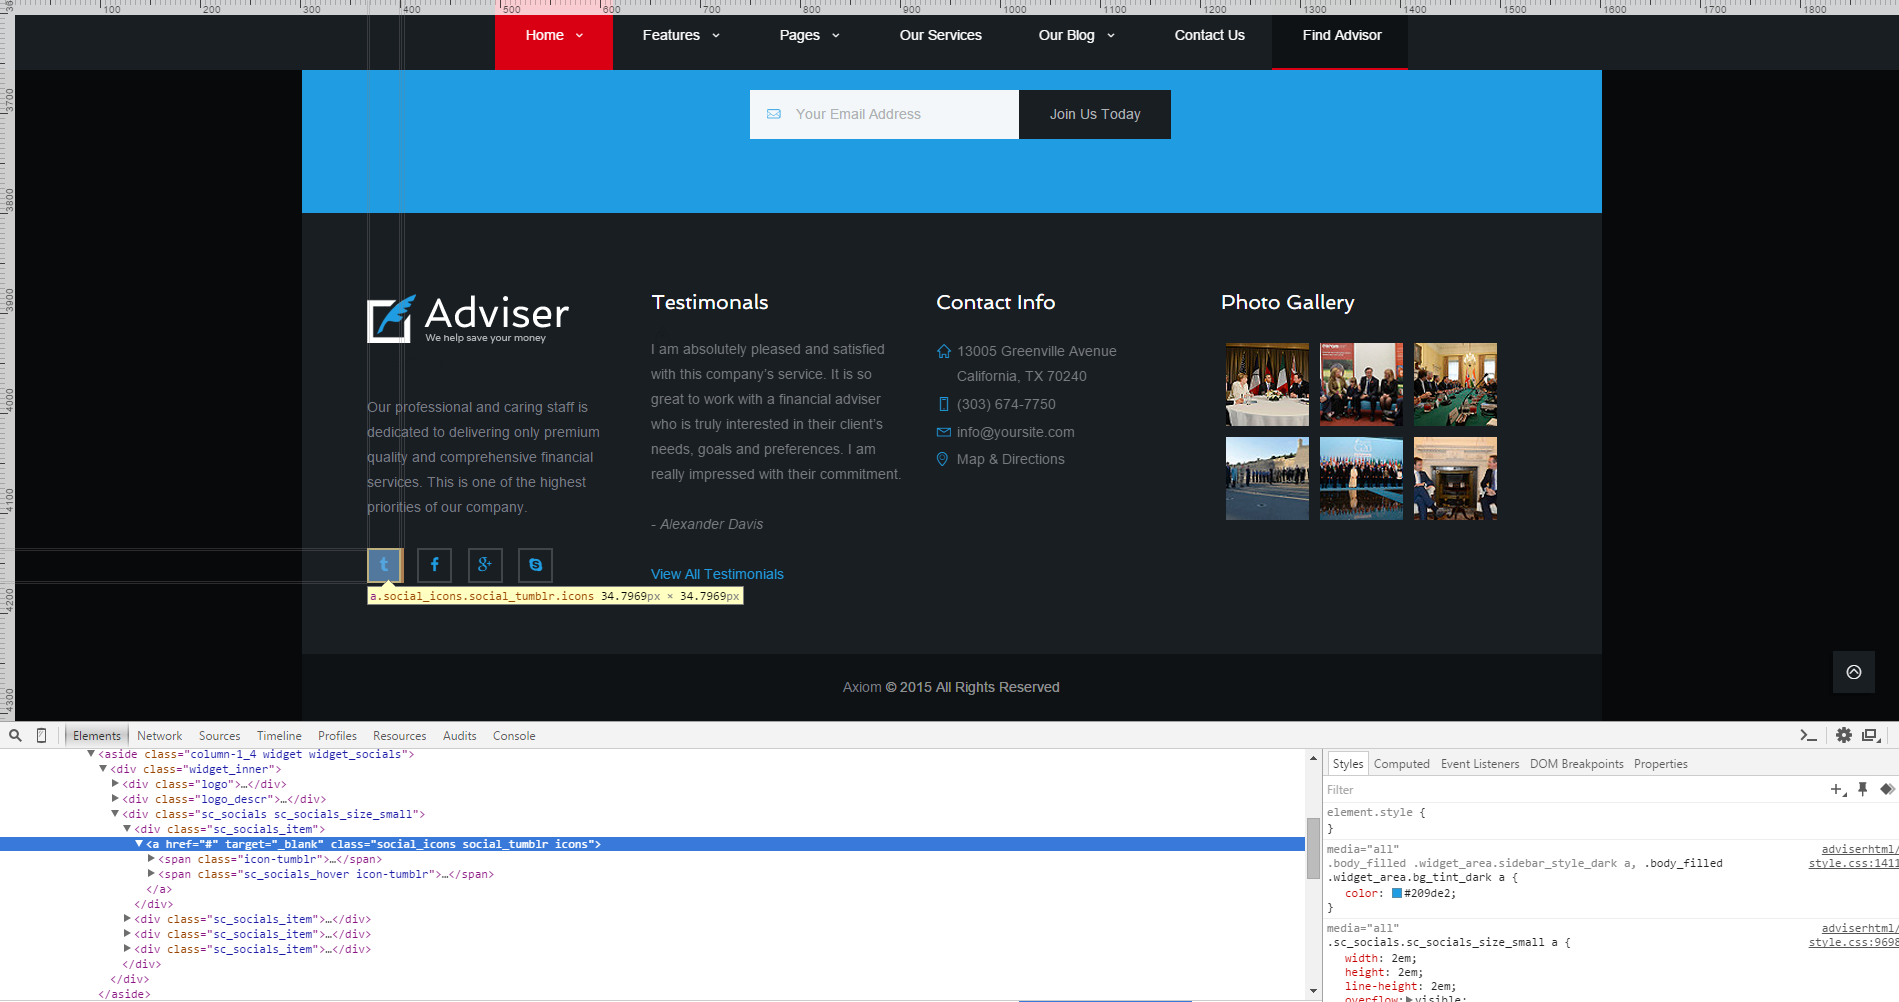 100 200 300 400 500 600 700 800 900 1000 1100 1200 1300 1400 1500 1600 1700 1800
Home Features Pages Our Services Our Blog Contact Us Find Advisor
3700
3800
3900
4000
4100
4200
4300
Your Email Address Join Us Today
Adviser
We help save your money
Our professional and caring staff is
dedicated to delivering only premium
quality and comprehensive financial
services. This is one of the highest
priorities of our company.
t f g+ S
a.social_icons.social_tumblr.icons 34.7969px × 34.7969px
Testimonals
I am absolutely pleased and satisfied
with this company's service. It is so
great to work with a financial adviser
who is truly interested in their client's
needs, goals and preferences. I am
really impressed with their commitment.
- Alexander Davis
View All Testimonials
Contact Info
13005 Greenville Avenue
California, TX 70240
(303) 674-7750
info@yoursite.com
Map & Directions
Photo Gallery
Axiom © 2015 All Rights Reserved
Elements Network Sources Timeline Profiles Resources Audits Console
<aside class="column-1_4 widget widget_socials">
<div class="widget_inner">
<div class="logo">…</div>
<div class="logo_descr">…</div>
<div class="sc_socials sc_socials_size_small">
<div class="sc_socials_item">
<a href="#" target="_blank" class="social_icons social_tumblr icons">
<span class="icon-tumblr">…</span>
<span class="sc_socials_hover icon-tumblr">…</span>
</a>
</div>
<div class="sc_socials_item">…</div>
<div class="sc_socials_item">…</div>
<div class="sc_socials_item">…</div>
</div>
</div>
</aside>
Styles Computed Event Listeners DOM Breakpoints Properties
Filter
element.style {
}
media="all" adviserhtml/
.body_filled .widget_area.sidebar_style_dark a, .body_filled style.css:1411
.widget_area.bg_tint_dark a {
color: #209de2;
}
media="all" adviserhtml/
.sc_socials.sc_socials_size_small a { style.css:9698
width: 2em;
height: 2em;
line-height: 2em;
overflow: visible;